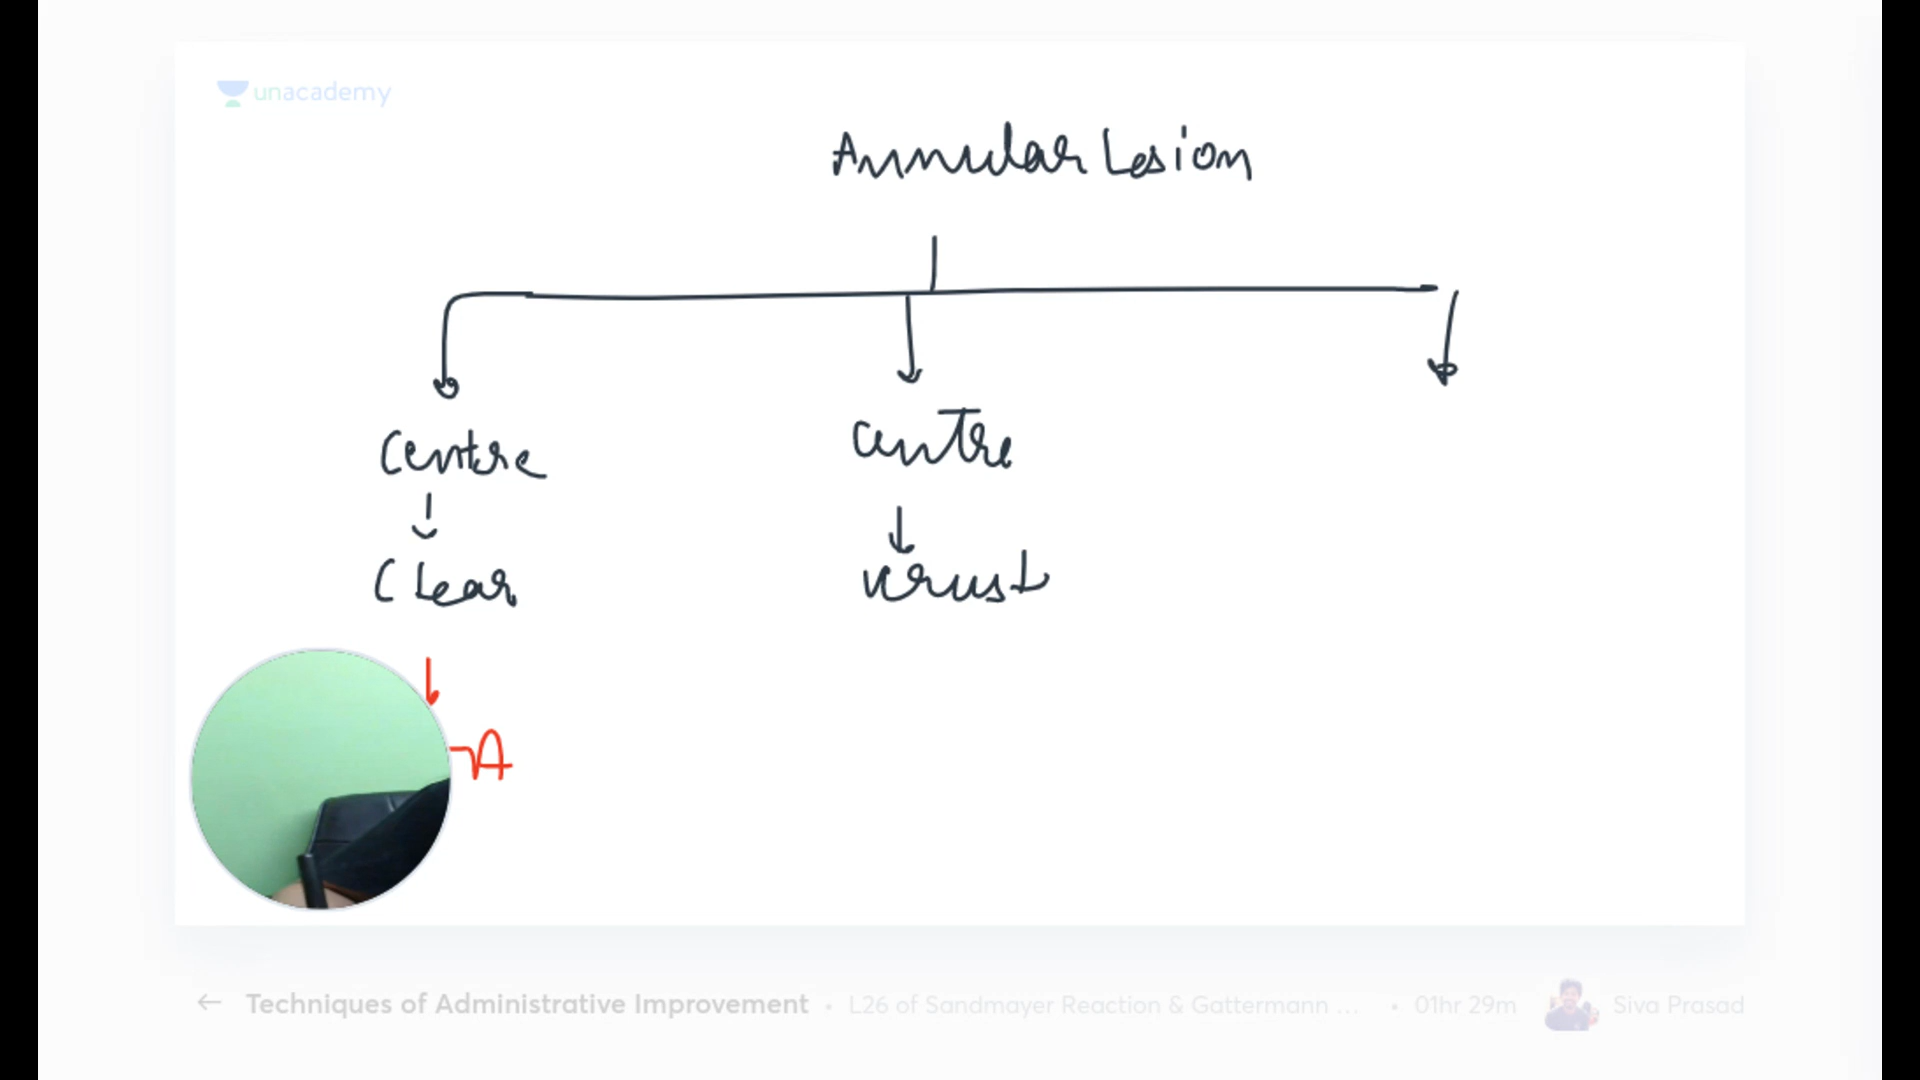 unacademy
Annular Lesion
Centre
Centre
Clear
Crust
A
← Techniques of Administrative Improvement • L26 of Sandmayer Reaction & Gattermann ... • 01hr 29m Siva Prasad